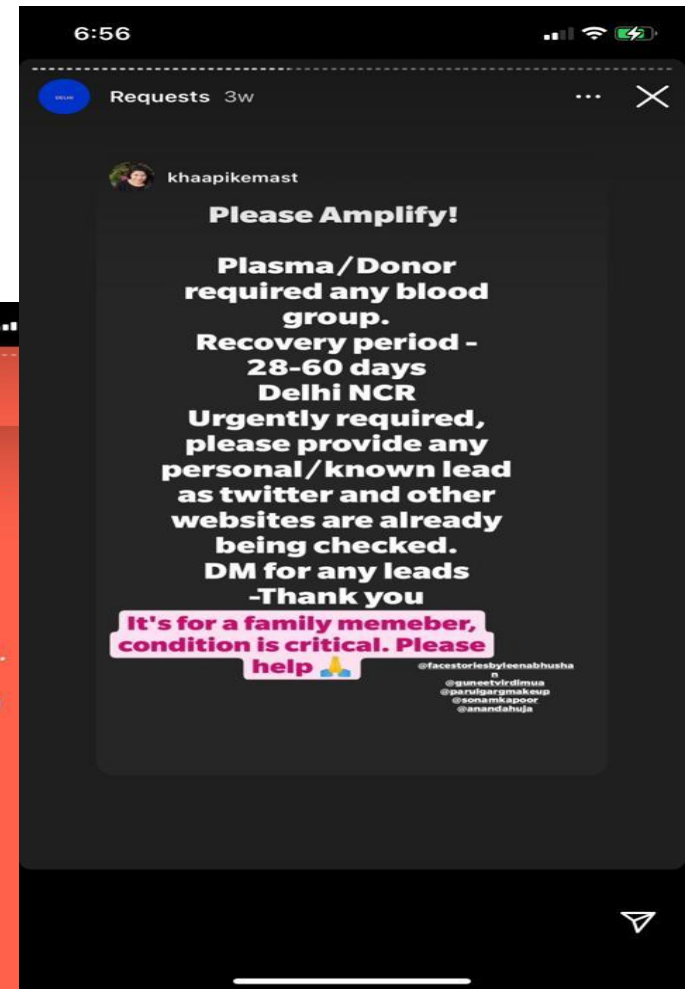 6:56
DELHI
Requests 3w
khaapikemast
Please Amplify!
Plasma/Donor
required any blood
group.
Recovery period -
28-60 days
Delhi NCR
Urgently required,
please provide any
personal/known lead
as twitter and other
websites are already
being checked.
DM for any leads
-Thank you
It's for a family memeber,
condition is critical. Please
help 🙏
@facestoriesbyleenabhusha
n
@guneetvirdimua
@parulgargmakeup
@sonamkapoor
@anandahuja